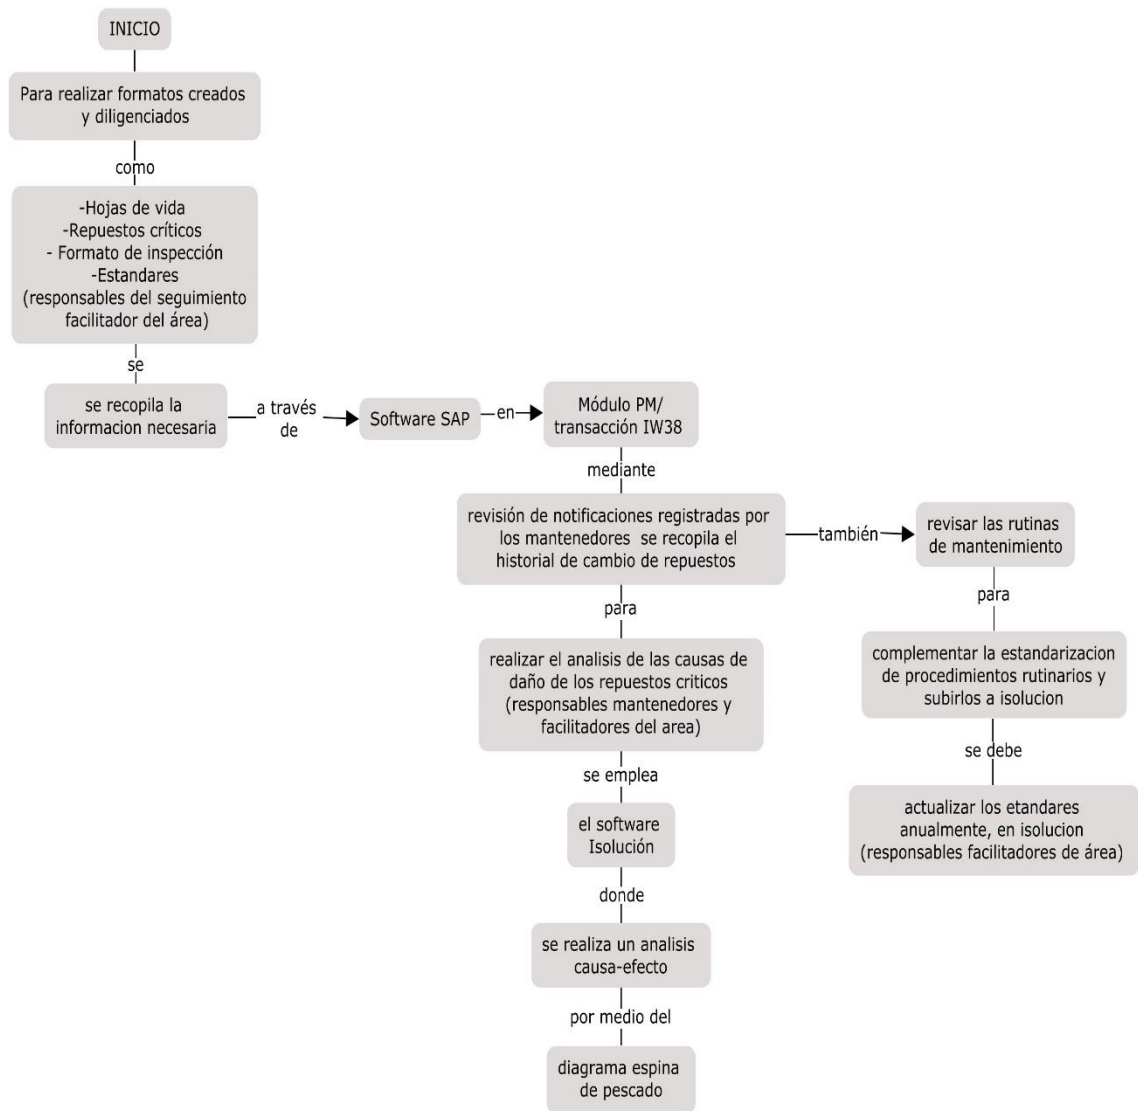 INICIO
Para realizar formatos creados
y diligenciados
como
-Hojas de vida
-Repuestos críticos
- Formato de inspección
-Estandares
(responsables del seguimiento
facilitador del área)
se
se recopila la
informacion necesaria
a través
de
Software SAP
en
Módulo PM/
transacción IW38
mediante
revisión de notificaciones registradas por
los mantenedores se recopila el
historial de cambio de repuestos
también
revisar las rutinas
de mantenimiento
para
realizar el analisis de las causas de
daño de los repuestos criticos
(responsables mantenedores y
facilitadores del area)
se emplea
el software
Isolución
donde
se realiza un analisis
causa-efecto
por medio del
diagrama espina
de pescado
para
complementar la estandarizacion
de procedimientos rutinarios y
subirlos a isolucion
se debe
actualizar los etandares
anualmente, en isolucion
(responsables facilitadores de área)